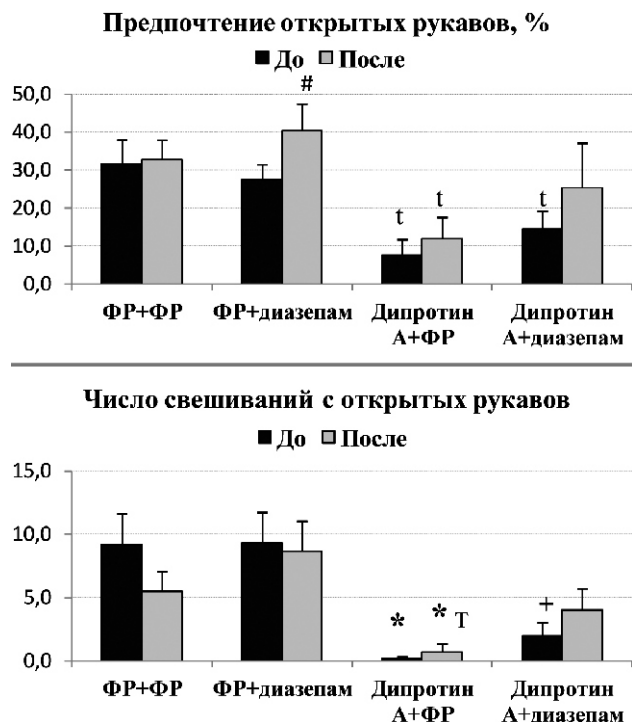 Предпочтение открытых рукавов, %
До После
#
50,0
40,0
30,0
20,0
10,0
0,0
t t t
ФР+ФР ФР+диазепам Дипротин Дипротин
А+ФР А+диазепам
Число свешиваний с открытых рукавов
До После
15,0
10,0
5,0
0,0
* * T +
ФР+ФР ФР+диазепам Дипротин Дипротин
А+ФР А+диазепам